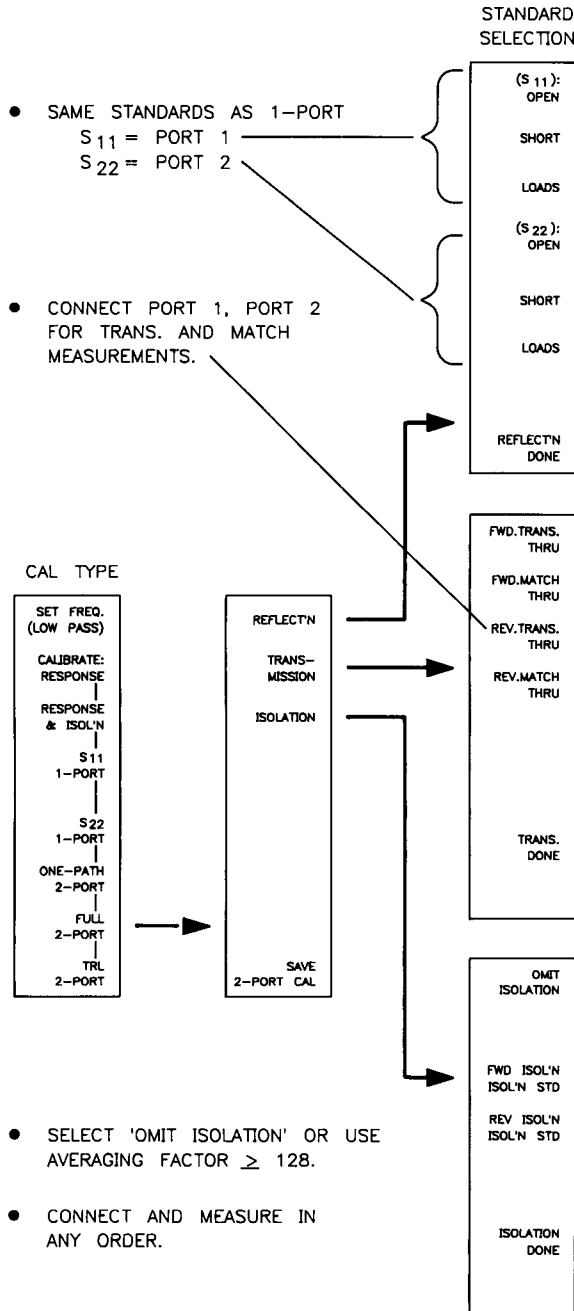 STANDARD
SELECTION
● SAME STANDARDS AS 1-PORT
S11 = PORT 1
S22 = PORT 2
(S11):
OPEN
SHORT
LOADS
(S22):
OPEN
SHORT
LOADS
REFLECT'N
DONE
● CONNECT PORT 1, PORT 2
FOR TRANS. AND MATCH
MEASUREMENTS.
CAL TYPE
SET FREQ.
(LOW PASS)
CALIBRATE:
RESPONSE
RESPONSE
& ISOL'N
S11
1-PORT
S22
1-PORT
ONE-PATH
2-PORT
FULL
2-PORT
TRL
2-PORT
REFLECT'N
TRANS-
MISSION
ISOLATION
SAVE
2-PORT CAL
FWD.TRANS.
THRU
FWD.MATCH
THRU
REV.TRANS.
THRU
REV.MATCH
THRU
TRANS.
DONE
OMIT
ISOLATION
FWD ISOL'N
ISOL'N STD
REV ISOL'N
ISOL'N STD
ISOLATION
DONE
● SELECT 'OMIT ISOLATION' OR USE
AVERAGING FACTOR ≥ 128.
● CONNECT AND MEASURE IN
ANY ORDER.